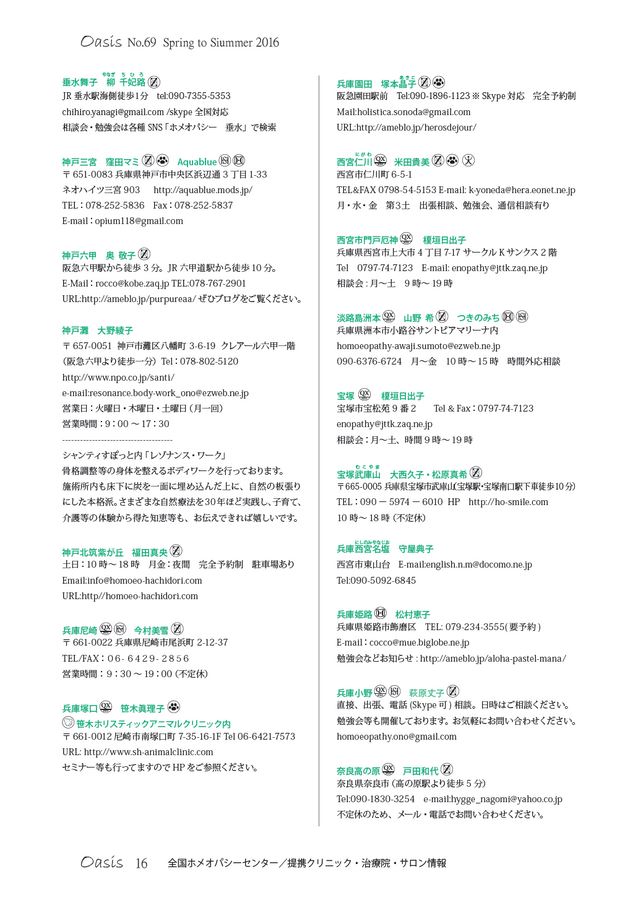 Oasis No.69 Spring to Siummer 2016
垂水舞子 柳 千妃路
やなぎ ち ひ ろ
JR 垂水駅海側徒歩1分 tel:090-7355-5353
chihiro.yanagi@gmail.com /skype 全国対応
相談会・勉強会は各種 SNS「ホメオパシー 垂水」で検索
神戸三宮 窪田マミ Aquablue
〒 651-0083 兵庫県神戸市中央区浜辺通 3 丁目 1-33
ネオハイツ三宮 903 http://aquablue.mods.jp/
TEL：078-252-5836 Fax：078-252-5837
E-mail：opium118@gmail.com
神戸六甲 奥 敬子
阪急六甲駅から徒歩 3 分。JR 六甲道駅から徒歩 10 分。
E-Mail：rocco@kobe.zaq.jp TEL:078-767-2901
URL:http://ameblo.jp/purpureaa/ ぜひブログをご覧ください。
神戸灘 大野綾子
〒 657-0051 神戸市灘区八幡町 3-6-19 クレアール六甲一階
（阪急六甲より徒歩一分）Tel：078-802-5120
http://www.npo.co.jp/santi/
e-mail:resonance.body-work_ono@ezweb.ne.jp
営業日：火曜日・木曜日・土曜日（月一回）
営業時間：9：00 〜 17：30
-------------------------------------
シャンティすぽっと内「レゾナンス・ワーク」
骨格調整等の身体を整えるボディワークを行っております。
施術所内も床下に炭を一面に埋め込んだ上に、自然の板張り
にした本格派。さまざまな自然療法を30年ほど実践し、子育て、
介護等の体験から得た知恵等も、お伝えできれば嬉しいです。
神戸北筑紫が丘 福田真央
土日：10 時〜 18 時 月金：夜間 完全予約制 駐車場あり
Email:info@homoeo-hachidori.com
URL:http//homoeo-hachidori.com
兵庫尼崎 今村美雪
〒 661-0022 兵庫県尼崎市尾浜町 2-12-37
TEL/FAX：０６- ６４２９- ２８５６
営業時間：9：30 〜 19：00（不定休）
兵庫塚口 笹木眞理子
笹木ホリスティックアニマルクリニック内
〒 661-0012 尼崎市南塚口町 7-35-16-1F Tel 06-6421-7573
URL: http://www.sh-animalclinic.com
セミナー等も行ってますので HP をご参照ください。
兵庫園田 塚本晶子
あきこ
阪急園田駅前 Tel:090-1896-1123 ※ Skype 対応 完全予約制
Mail:holistica.sonoda@gmail.com
URL:http://ameblo.jp/herosdejour/
西宮仁川 米田貴美
にがわ
西宮市仁川町 6-5-1
TEL&FAX 0798-54-5153 E-mail: k-yoneda@hera.eonet.ne.jp
月・水・金 第３土 出張相談、勉強会、通信相談有り
西宮市門戸厄神 榎垣日出子
兵庫県西宮市上大市 4 丁目 7-17 サークル K サンクス 2 階
Tel 0797-74-7123 E-mail: enopathy@jttk.zaq.ne.jp
相談会：月〜土 9 時〜 19 時
淡路島洲本 山野 希 つきのみち
兵庫県洲本市小路谷サントピアマリーナ内
homoeopathy-awaji.sumoto@ezweb.ne.jp
090-6376-6724 月〜金 10 時〜 15 時 時間外応相談
宝塚 榎垣日出子
宝塚市宝松苑 9 番 2 Tel & Fax：0797-74-7123
enopathy@jttk.zaq.ne.jp
相談会：月〜土、時間 9 時〜 19 時
宝塚武庫山 大西久子・松原真希
むこやま
〒665-0005 兵庫県宝塚市武庫山（宝塚駅・宝塚南口駅下車徒歩10分）
TEL：090 － 5974 － 6010 HP http://ho-smile.com
10 時〜 18 時（不定休）
兵庫西宮名塩 守屋典子
にしのみやなじお
西宮市東山台 E-mail:english.n.m@docomo.ne.jp
Tel:090-5092-6845
兵庫姫路 松村恵子
兵庫県姫路市飾磨区 TEL: 079-234-3555( 要予約 )
E-mail：cocco@mue.biglobe.ne.jp
勉強会などお知らせ : http://ameblo.jp/aloha-pastel-mana/
兵庫小野 萩原丈子
直接、出張、電話 (Skype 可 ) 相談。日時はご相談ください。
勉強会等も開催しております。お気軽にお問い合わせください。
homoeopathy.ono@gmail.com
奈良高の原 戸田和代
奈良県奈良市（高の原駅より徒歩 5 分）
Tel:090-1830-3254 e-mail:hygge_nagomi@yahoo.co.jp
不定休のため、メール・電話でお問い合わせください。
Oasis 16 全国ホメオパシーセンター／提携クリニック・治療院・サロン情報